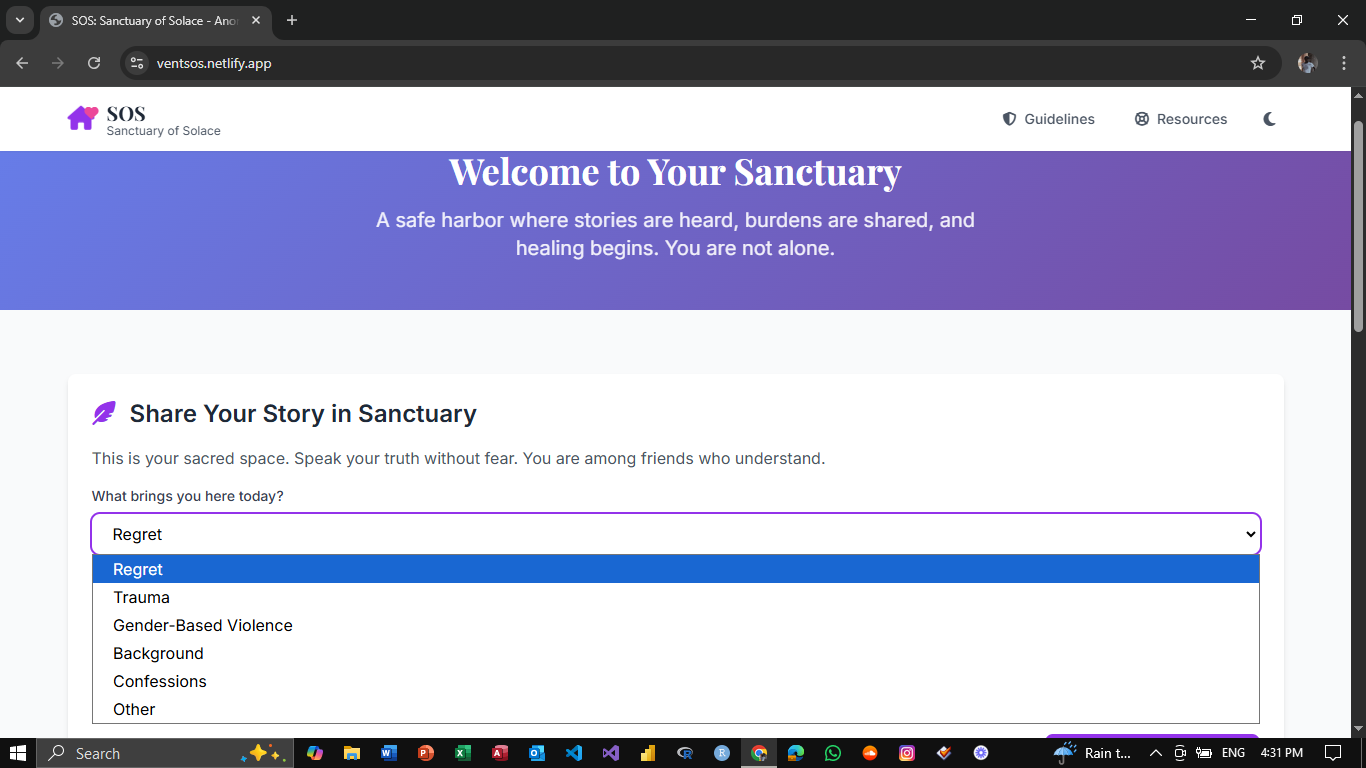 SOS: Sanctuary of Solace - Ano
ventsos.netlify.app
SOS
Sanctuary of Solace
Guidelines
Resources
Welcome to Your Sanctuary
A safe harbor where stories are heard, burdens are shared, and
healing begins. You are not alone.
Share Your Story in Sanctuary
This is your sacred space. Speak your truth without fear. You are among friends who understand.
What brings you here today?
Regret
Regret
Trauma
Gender-Based Violence
Background
Confessions
Other
Search
Rain t...
ENG
4:31 PM